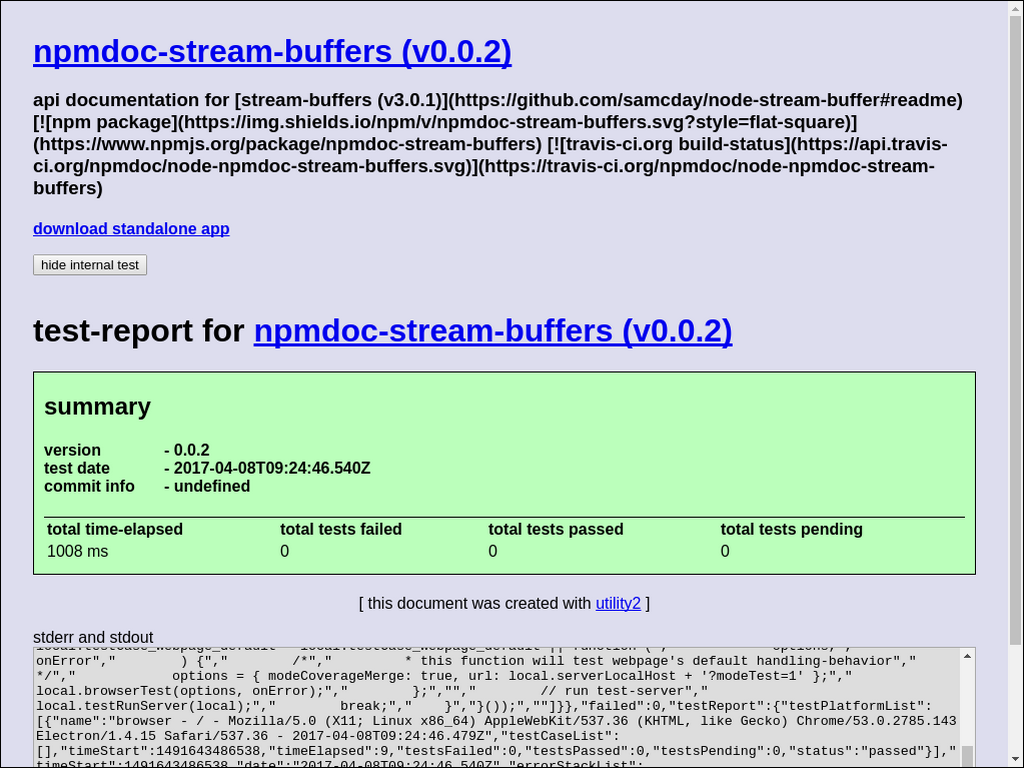 npmdoc-stream-buffers (v0.0.2)
api documentation for [stream-buffers (v3.0.1)](https://github.com/samcday/node-stream-buffer#readme)
[![npm package](https://img.shields.io/npm/v/npmdoc-stream-buffers.svg?style=flat-square)]
(https://www.npmjs.org/package/npmdoc-stream-buffers) [![travis-ci.org build-status](https://api.travis-
ci.org/npmdoc/node-npmdoc-stream-buffers.svg)](https://travis-ci.org/npmdoc/node-npmdoc-stream-
buffers)
download standalone app
hide internal test
test-report for npmdoc-stream-buffers (v0.0.2)
summary
version - 0.0.2
test date - 2017-04-08T09:24:46.540Z
commit info - undefined
total time-elapsed total tests failed total tests passed total tests pending
1008 ms 0 0 0
[ this document was created with utility2 ]
stderr and stdout
onError","        ) {","        /*","         * this function will test webpage's default handling-behavior","
*/","            options = { modeCoverageMerge: true, url: local.serverLocalHost + '?modeTest=1' };","
local.browserTest(options, onError);","        };","","        // run test-server","
local.testRunServer(local);","        break;","    }","}());",""]}},"failed":0,"testReport":{"testPlatformList":
[{"name":"browser - / - Mozilla/5.0 (X11; Linux x86_64) AppleWebKit/537.36 (KHTML, like Gecko) Chrome/53.0.2785.143
Electron/1.4.15 Safari/537.36 - 2017-04-08T09:24:46.479Z","testCaseList":
[],"timeStart":1491643486538,"timeElapsed":9,"testsFailed":0,"testsPassed":0,"testsPending":0,"status":"passed"}],"
timeStart":1491643486538,"date":"2017-04-08T09:24:46.540Z","errorStackList":